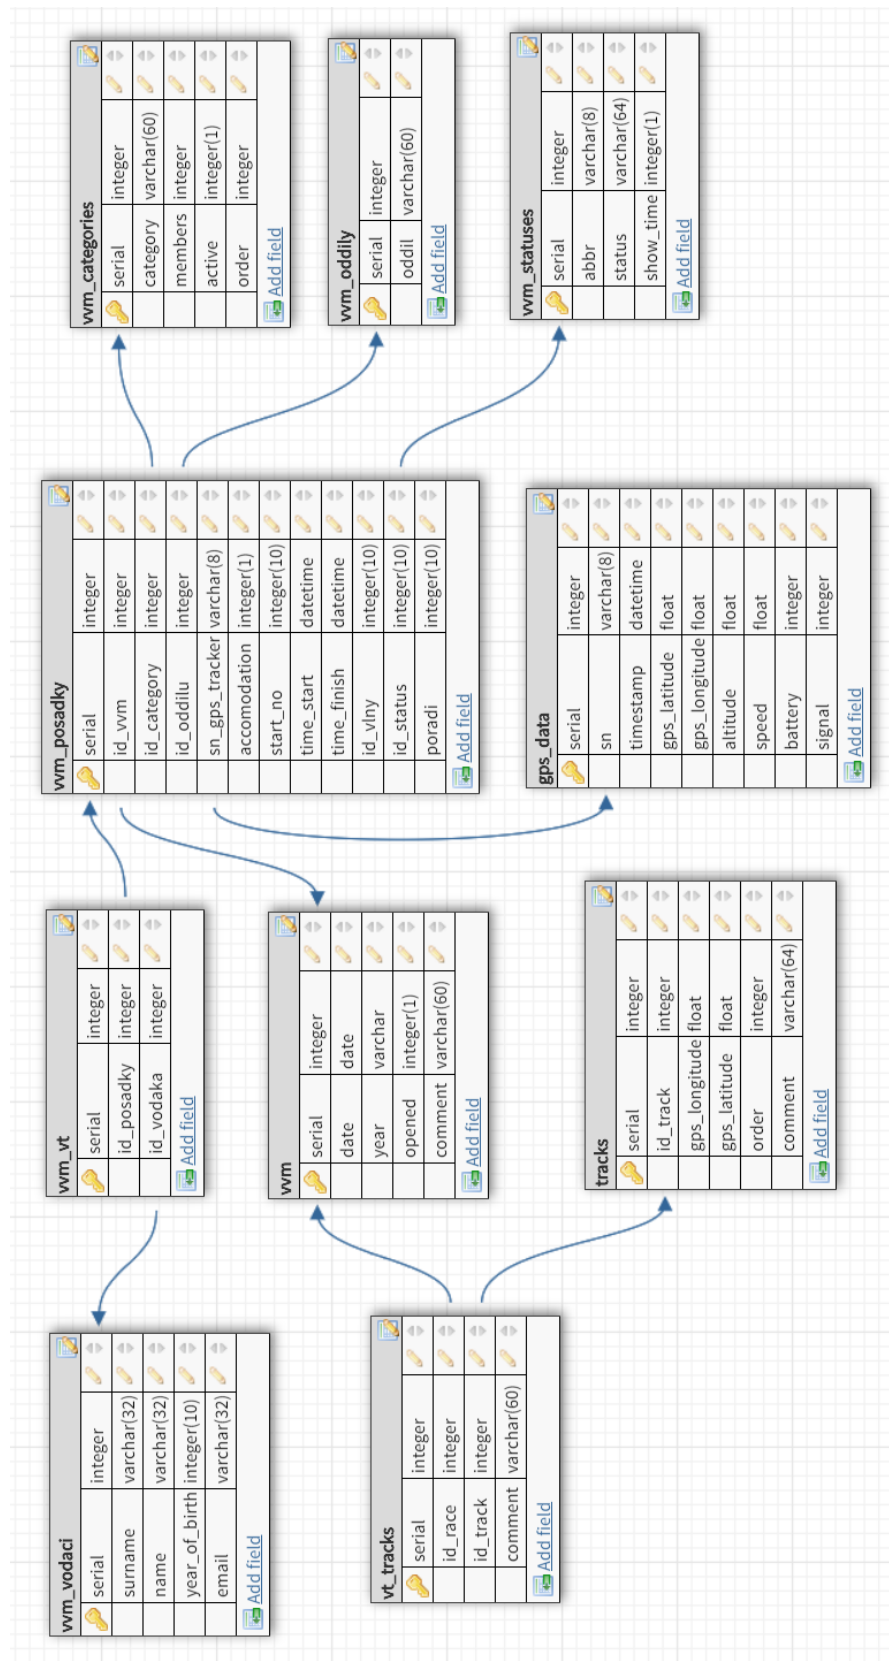 vvm_vodaci
serial integer
surname varchar(32)
name varchar(32)
year_of_birth integer(10)
email varchar(32)
Add field
vvm_vt
serial integer
id_posadky integer
id_vodaka integer
Add field
vvm_posadky
serial integer
id_vvm integer
id_category integer
id_oddilu integer
sn_gps_tracker varchar(8)
accomodation integer(1)
start_no integer(10)
time_start datetime
time_finish datetime
id_vlny integer(10)
id_status integer(10)
poradi integer(10)
Add field
vvm_categories
serial integer
category varchar(60)
members integer
active integer(1)
order integer
Add field
vvm_oddily
serial integer
oddil varchar(60)
Add field
vvm_statuses
serial integer
abbr varchar(8)
status varchar(64)
show_time integer(1)
Add field
vvm
serial integer
date date
year varchar
opened integer(1)
comment varchar(60)
Add field
vt_tracks
serial integer
id_race integer
id_track integer
comment varchar(60)
Add field
tracks
serial integer
id_track integer
gps_longitude float
gps_latitude float
order integer
comment varchar(64)
Add field
gps_data
serial integer
sn varchar(8)
timestamp datetime
gps_latitude float
gps_longitude float
altitude float
speed float
battery integer
signal integer
Add field